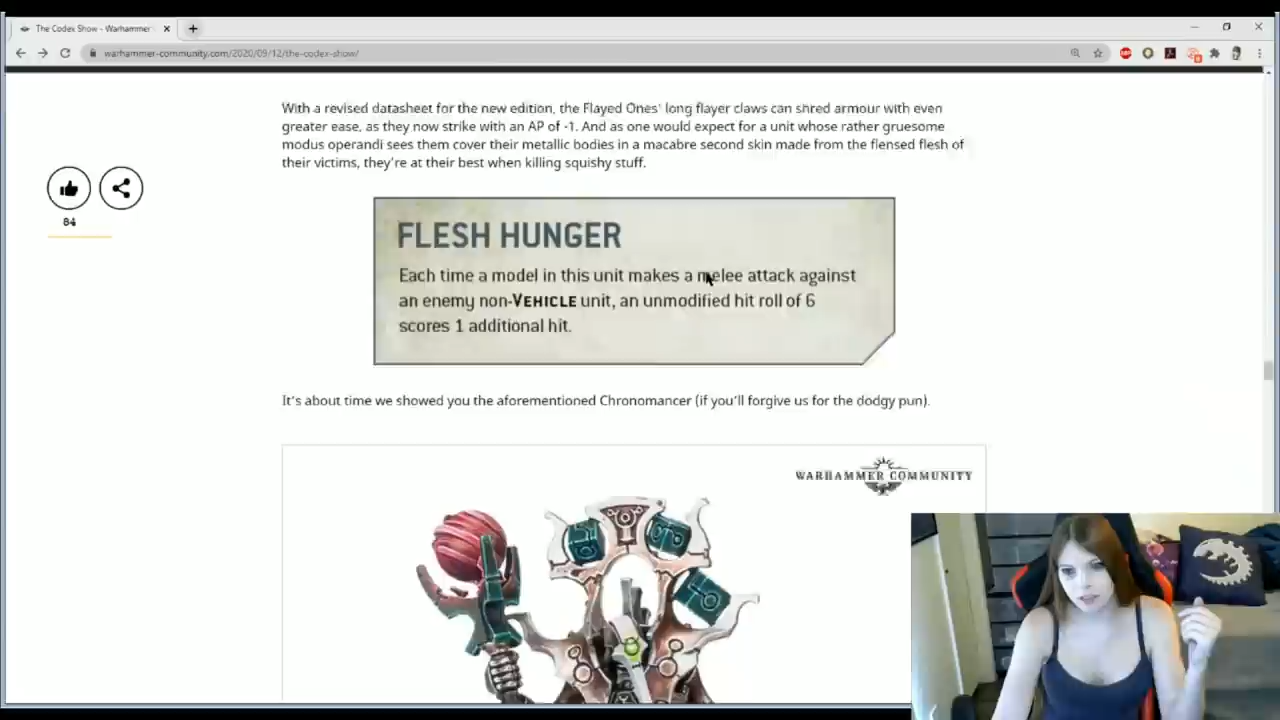 The Codex Show - Warhammer
warhammer-community.com/2020/09/12/the-codex-show/
With a revised datasheet for the new edition, the Flayed Ones' long flayer claws can shred armour with even
greater ease, as they now strike with an AP of -1. And as one would expect for a unit whose rather gruesome
modus operandi sees them cover their metallic bodies in a macabre second skin made from the flensed flesh of
their victims, they're at their best when killing squishy stuff.
84
FLESH HUNGER
Each time a model in this unit makes a melee attack against
an enemy non-VEHICLE unit, an unmodified hit roll of 6
scores 1 additional hit.
It's about time we showed you the aforementioned Chronomancer (if you'll forgive us for the dodgy pun).
WARHAMMER COMMUNITY